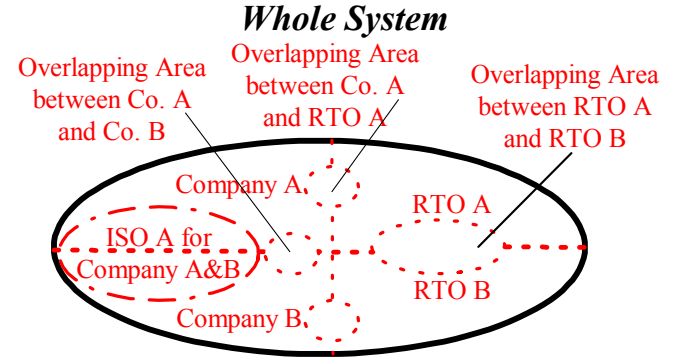 Whole System
Overlapping Area
between Co. A
and Co. B
Overlapping Area
between Co. A
and RTO A
Overlapping Area
between RTO A
and RTO B
Company A
RTO A
ISO A for
Company A&B
RTO B
Company B